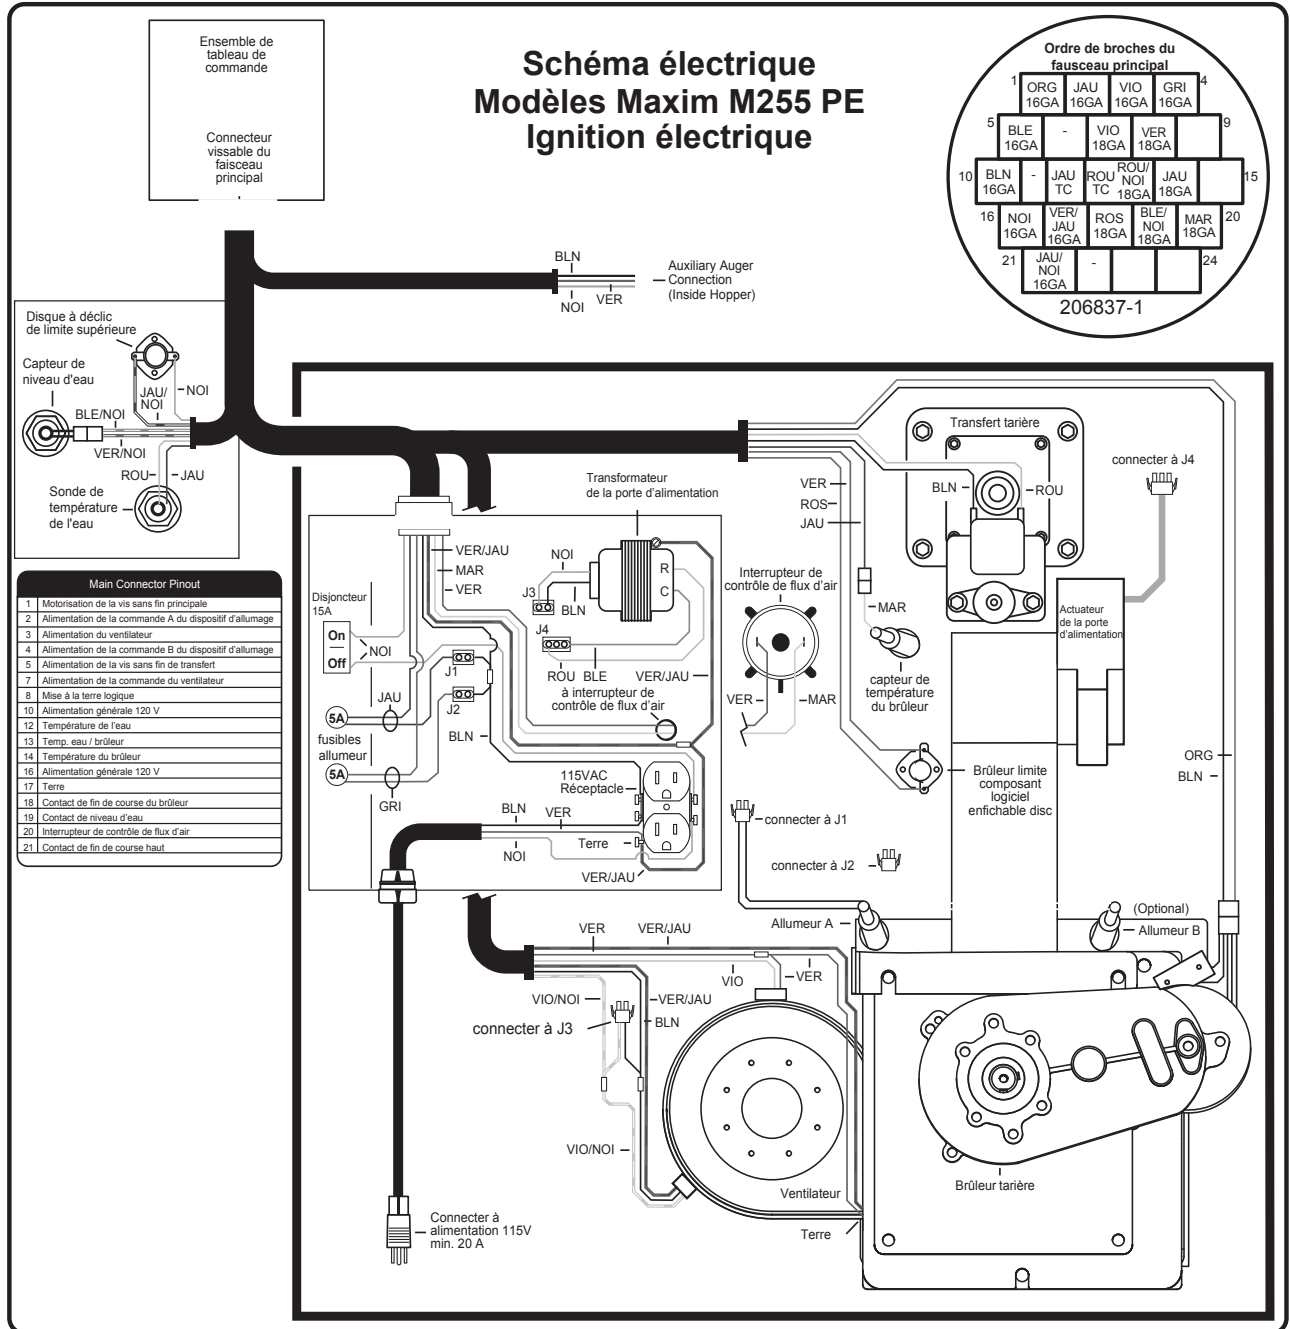 Schéma électrique
Modèles Maxim M255 PE
Ignition électrique
Ensemble de
tableau de
commande
Connecteur
vissable du
faisceau
principal
Ordre de broches du
fausceau principal
1
ORG
16GA
JAU
16GA
VIO
16GA
GRI
16GA
4
5
BLE
16GA
-
VIO
18GA
VER
18GA
9
10
BLN
16GA
-
JAU
TC
ROU
TC
ROU/
NOI
18GA
JAU
18GA
15
16
NOI
16GA
VER/
JAU
16GA
ROS
18GA
BLE/
NOI
18GA
MAR
18GA
20
21
JAU/
NOI
16GA
-
24
206837-1
BLN
NOI
VER
Auxiliary Auger
Connection
(Inside Hopper)
Disque à déclic
de limite supérieure
Capteur de
niveau d'eau
JAU/
NOI
NOI
BLE/NOI
VER/NOI
ROU
JAU
Sonde de
température
de l'eau
Main Connector Pinout
1 Motorisation de la vis sans fin principale
2 Alimentation de la commande A du dispositif d'allumage
3 Alimentation du ventilateur
4 Alimentation de la commande B du dispositif d'allumage
5 Alimentation de la vis sans fin de transfert
7 Alimentation de la commande du ventilateur
8 Mise à la terre logique
10 Alimentation générale 120 V
12 Température de l'eau
13 Temp. eau / brûleur
14 Température du brûleur
16 Alimentation générale 120 V
17 Terre
18 Contact de fin de course du brûleur
19 Contact de niveau d'eau
20 Interrupteur de contrôle de flux d'air
21 Contact de fin de course haut
Transformateur
de la porte d'alimentation
VER/JAU
MAR
VER
NOI
J3
BLN
R
C
J4
ROU
BLE
VER/JAU
à interrupteur de
contrôle de flux d'air
Disjoncteur
15A
On
Off
NOI
J1
J2
JAU
5A
fusibles
allumeur
5A
GRI
BLN
115VAC
Réceptacle
BLN
VER
NOI
Terre
VER/JAU
VER
ROS
JAU
MAR
Interrupteur de
contrôle de flux d'air
VER
MAR
capteur de
température
du brûleur
Transfert tarière
BLN
ROU
connecter à J4
Actuateur
de la porte
d'alimentation
Brûleur limite
composant
logiciel
enfichable disc
ORG
BLN
connecter à J1
connecter à J2
Allumeur A
(Optional)
Allumeur B
VER
VER/JAU
VIO
VER
VIO/NOI
VER/JAU
BLN
connecter à J3
VIO/NOI
Ventilateur
Terre
Brûleur tarière
Connecter à
alimentation 115V
min. 20 A